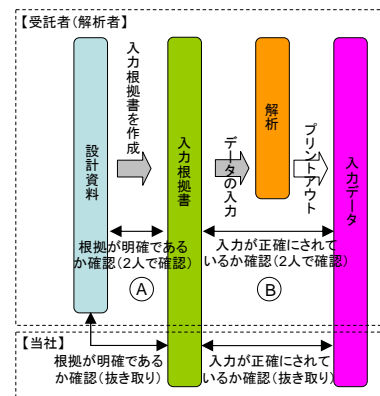 【受託者(解析者)】
入力根拠書を作成
設計資料
入力根拠書
データの入力
解析
プリントアウト
入力データ
根拠が明確である
か確認(2人で確認)
入力が正確にされて
いるか確認(2人で確認)
A
B
【当社】
根拠が明確である
か確認(抜き取り)
入力が正確にされて
いるか確認(抜き取り)